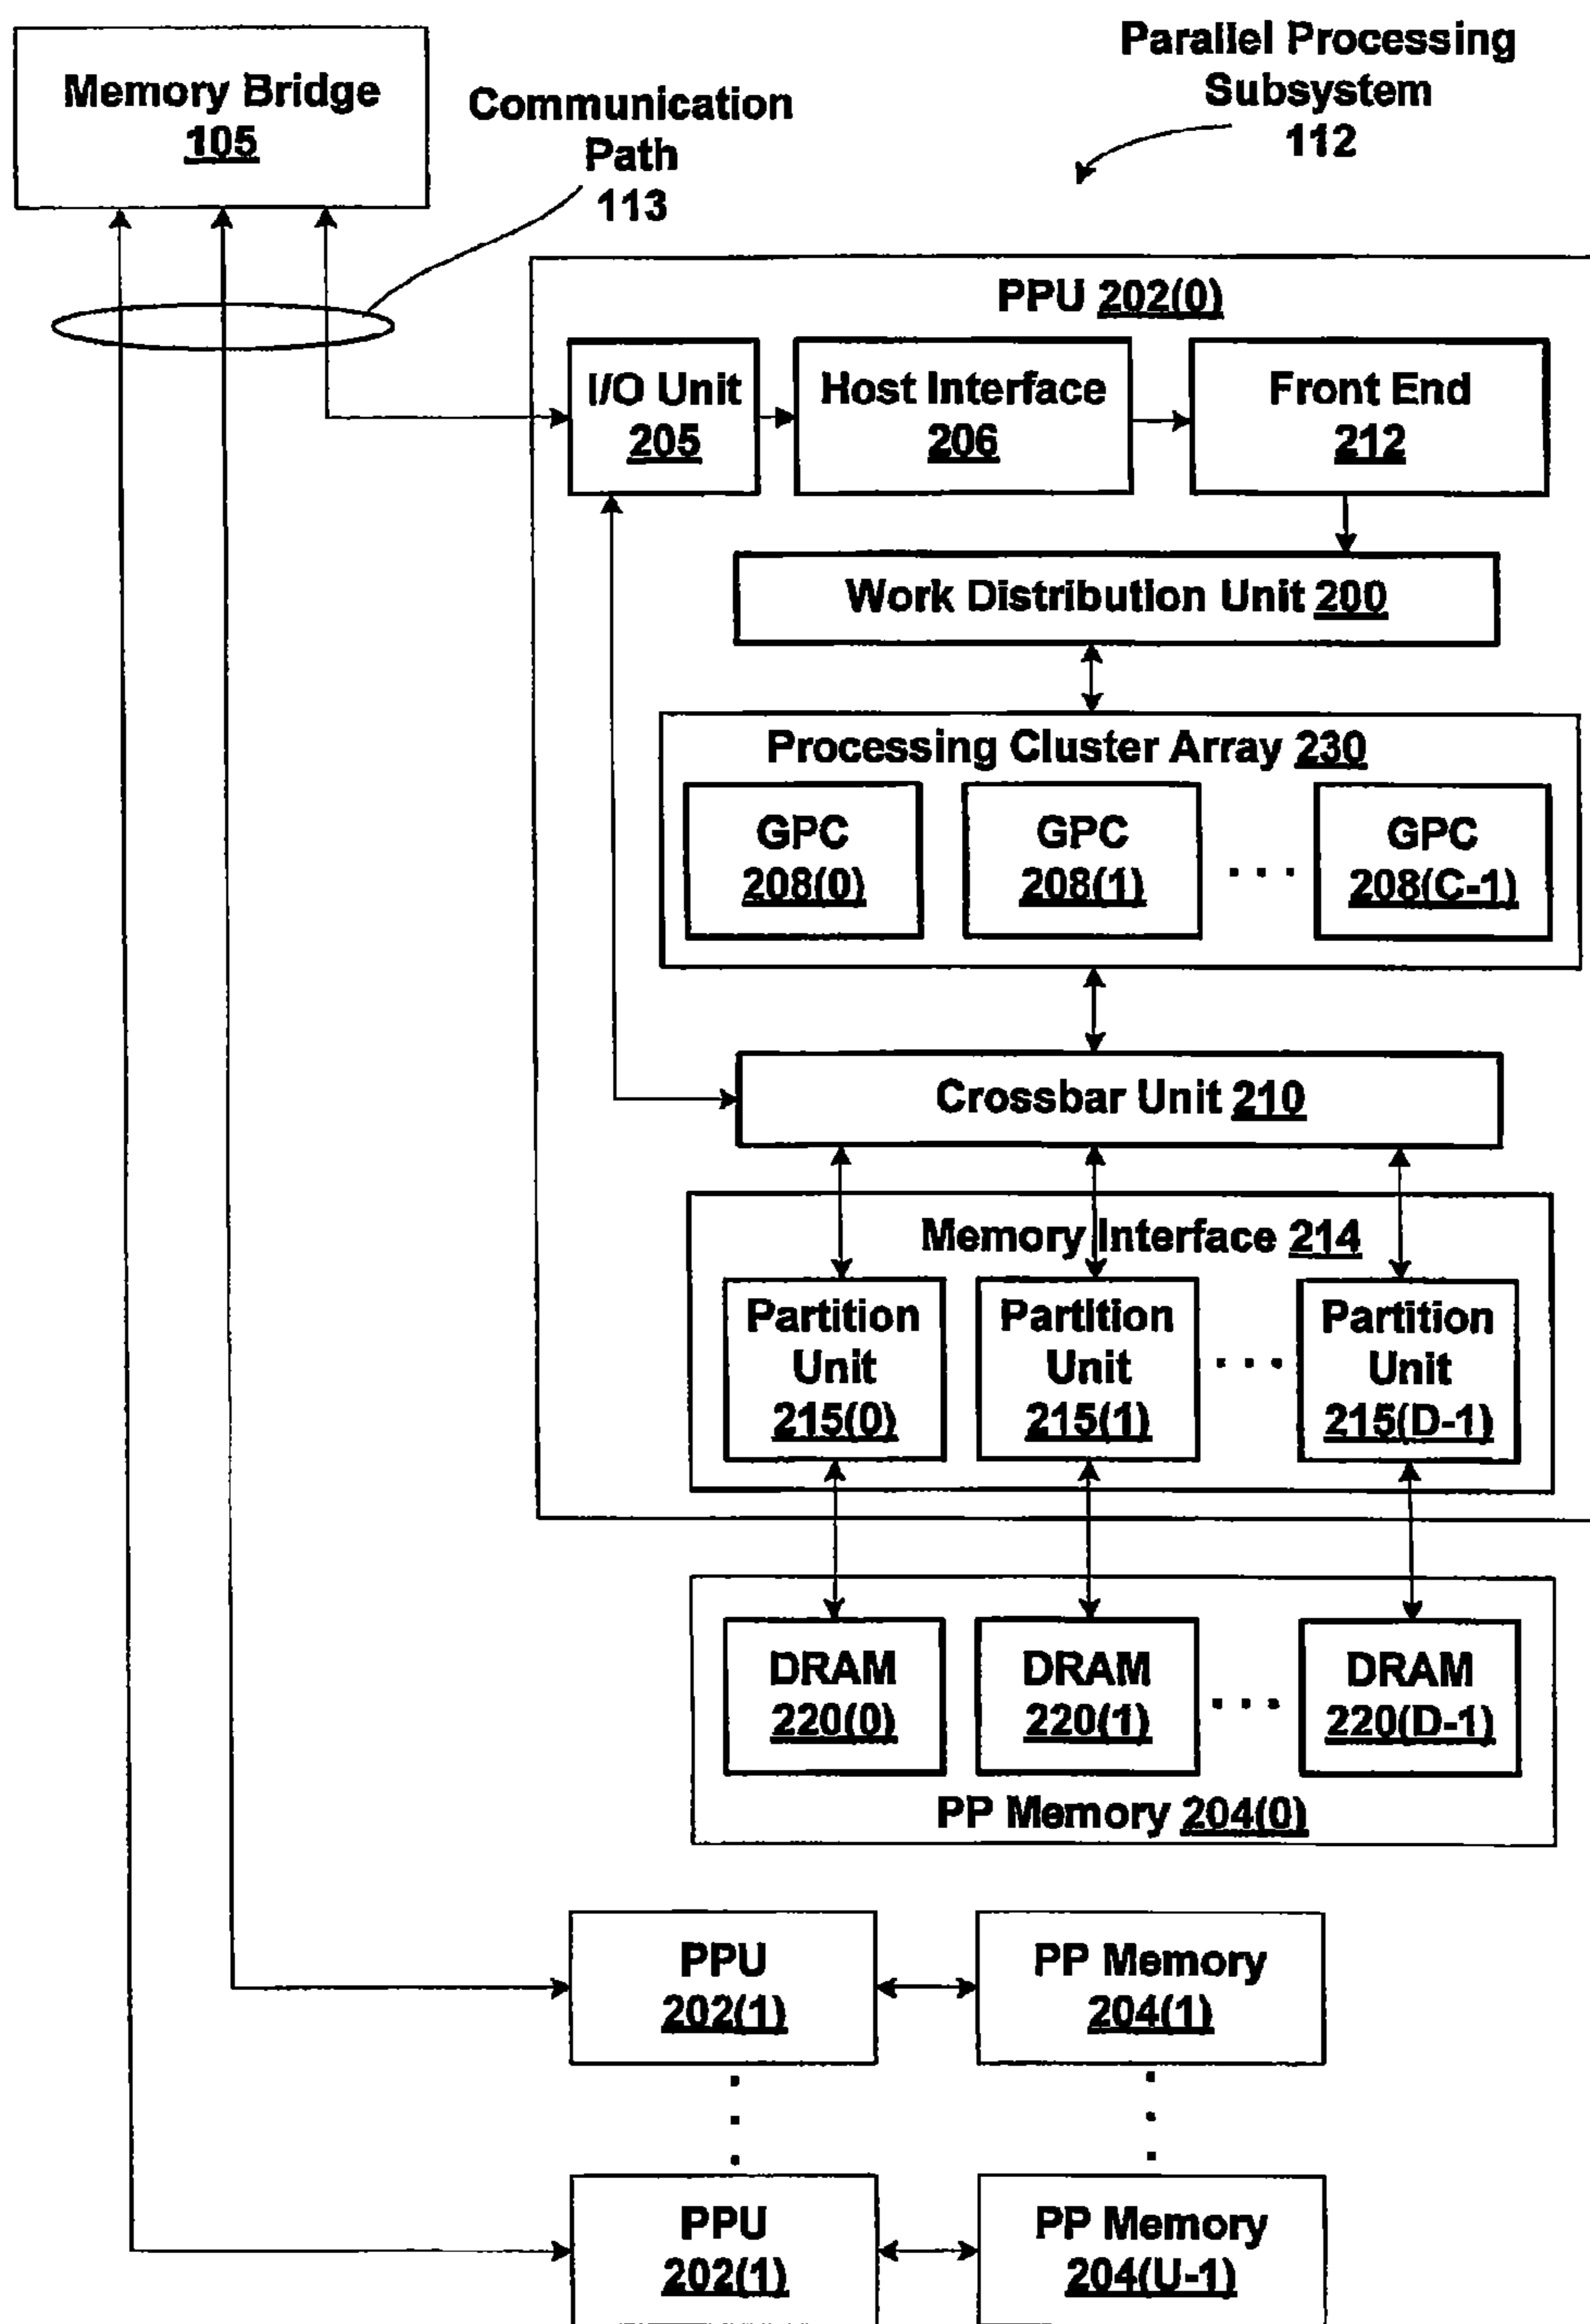 Memory Bridge
105
Communication
Path
113
Parallel Processing
Subsystem
112
PPU 202(0)
I/O Unit
205
Host Interface
206
Front End
212
Work Distribution Unit 200
Processing Cluster Array 230
GPC
208(0)
GPC
208(1)
. . .
GPC
208(C-1)
Crossbar Unit 210
Memory Interface 214
Partition
Unit
215(0)
Partition
Unit
215(1)
. . .
Partition
Unit
215(D-1)
DRAM
220(0)
DRAM
220(1)
. . .
DRAM
220(D-1)
PP Memory 204(0)
PPU
202(1)
PP Memory
204(1)
PPU
202(1)
PP Memory
204(U-1)